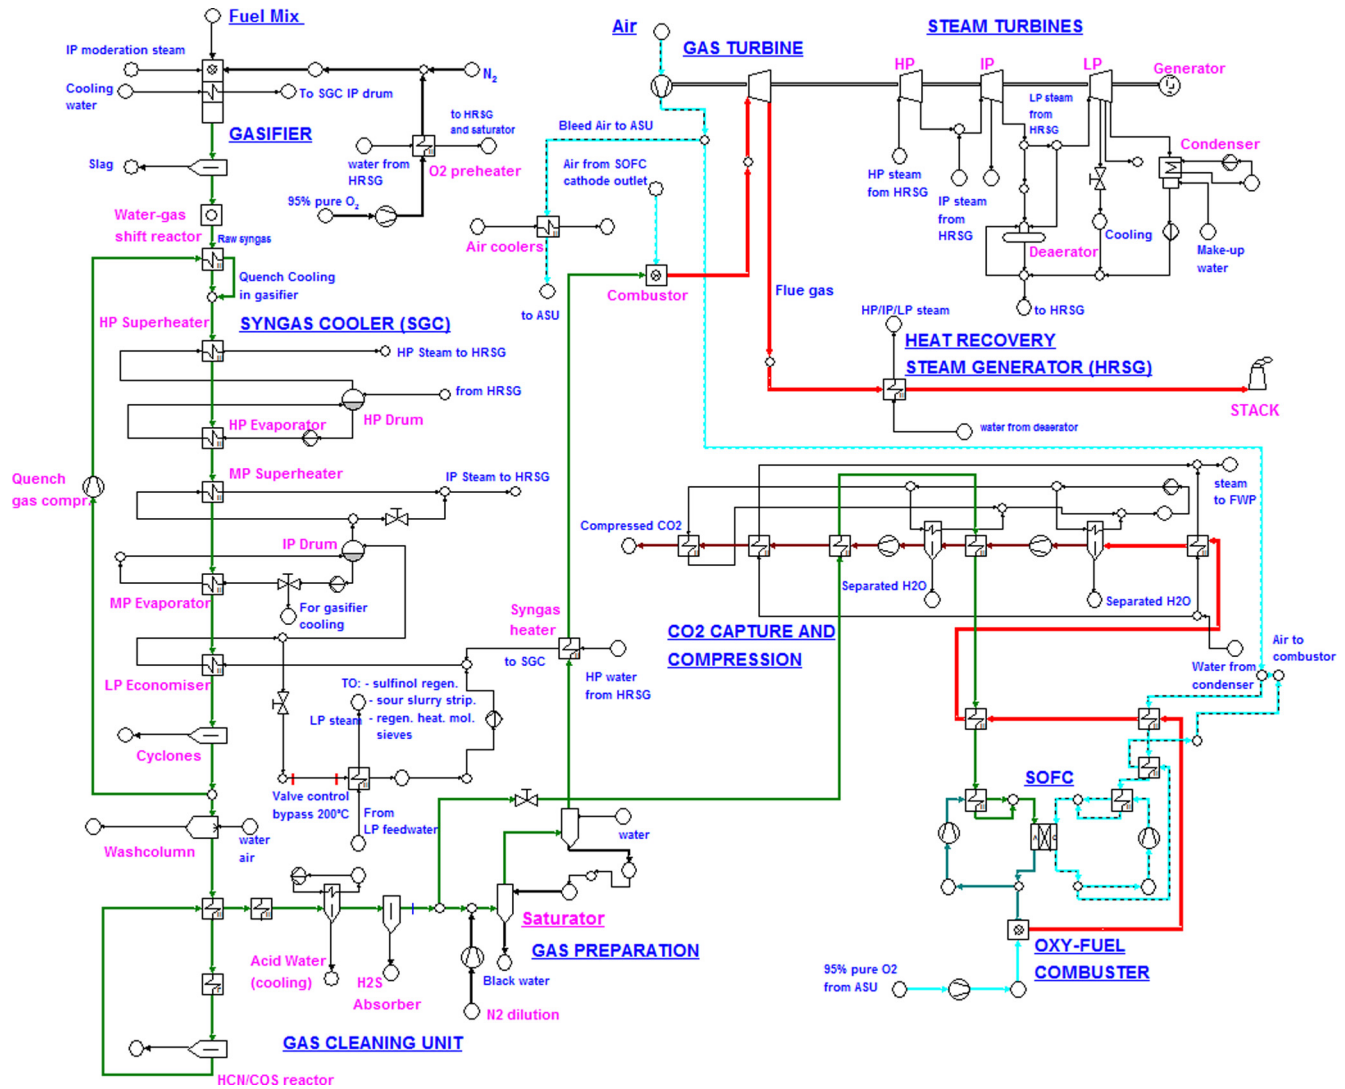 Fuel Mix
IP moderation steam
N2
Cooling
water
To SGC IP drum
GASIFIER
to HRSG
and saturator
water from
HRSG
O2 preheater
Slag
95% pure O2
Water-gas
shift reactor
Raw syngas
Quench Cooling
in gasifier
HP Superheater
SYNGAS COOLER (SGC)
HP Steam to HRSG
from HRSG
HP Evaporator
HP Drum
MP Superheater
Quench
gas compr
IP Steam to HRSG
IP Drum
MP Evaporator
For gasifier
cooling
LP Economiser
to SGC
TO: - sulfinol regen.
- sour slurry strip.
LP steam
- regen. heat. mol.
sieves
Cyclones
Valve control
bypass 200ºC
From
LP feedwater
Washcolumn
water
air
Acid Water
(cooling)
H2S
Absorber
GAS CLEANING UNIT
HCN/COS reactor
Air
GAS TURBINE
STEAM TURBINES
HP
IP
LP
Generator
Bleed Air to ASU
LP steam
from
HRSG
Air from SOFC
cathode outlet
Condenser
HP steam
fom HRSG
IP steam
from
HRSG
Air coolers
Cooling
Deaerator
Make-up
water
Combustor
to ASU
Flue gas
to HRSG
HP/IP/LP steam
HEAT RECOVERY
STEAM GENERATOR (HRSG)
STACK
water from deaerator
steam
to FWP
Compressed CO2
Separated H2O
Separated H2O
Syngas
heater
CO2 CAPTURE AND
COMPRESSION
HP water
from HRSG
Water from
condenser
Air to
combustor
SOFC
A
C
water
Saturator
GAS PREPARATION
Black water
N2 dilution
OXY-FUEL
COMBUSTER
95% pure O2
from ASU